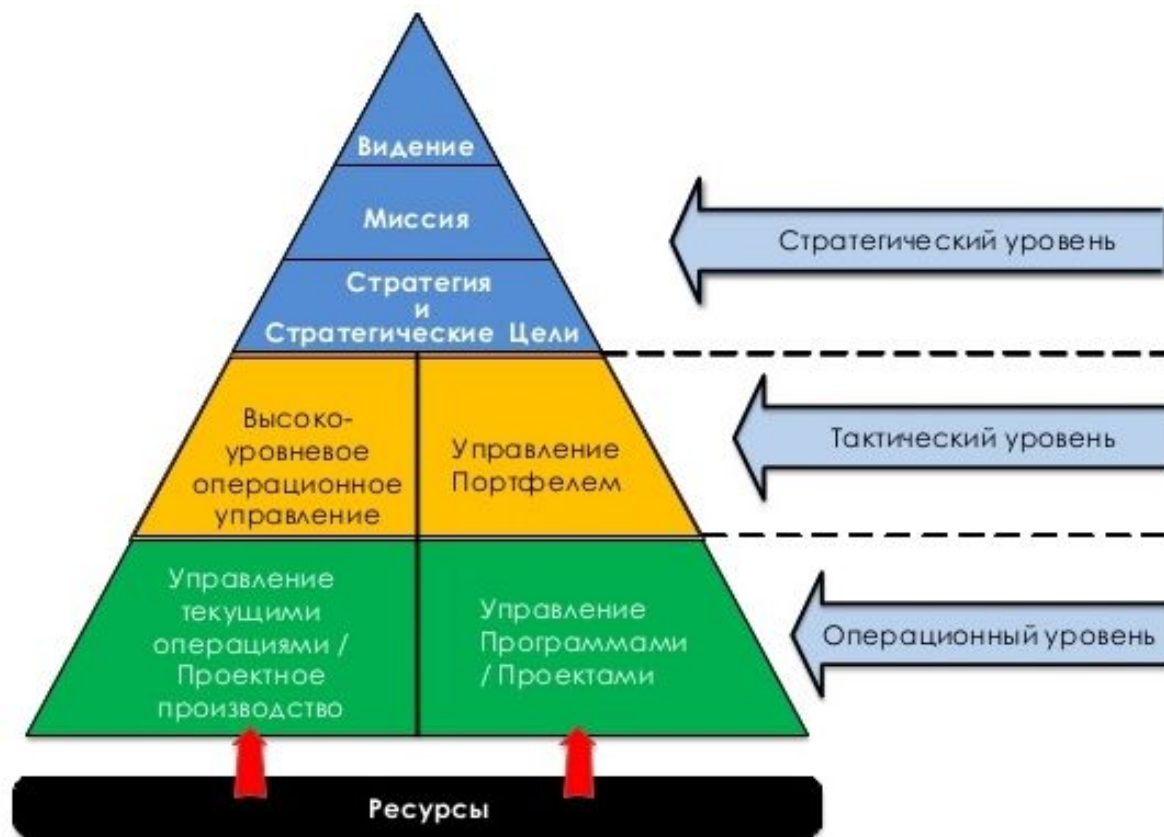 Видение
Миссия
Стратегия
и
Стратегические Цели
Стратегический уровень
Высоко-
уровневое
операционное
управление
Управление
Портфелем
Тактический уровень
Управление
текущими
операциями /
Проектное
производство
Управление
Программами
/ Проектами
Операционный уровень
Ресурсы